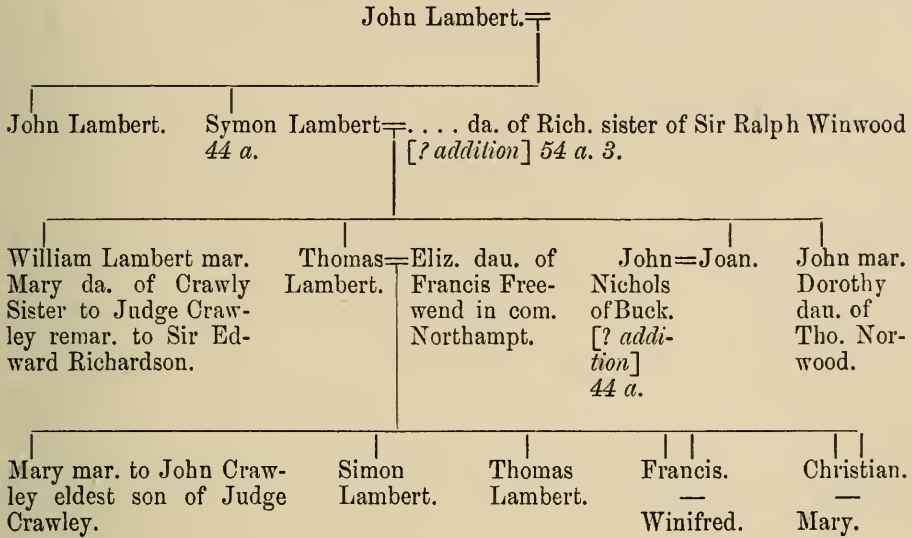 John Lambert.
John Lambert.
Symon Lambert=. . . . da. of Rich. sister of Sir Ralph Winwood
44 a.
[? addition] 54 a. 3.
William Lambert mar.
Mary da. of Crawly
Sister to Judge Craw-
ley remar. to Sir Ed-
ward Richardson.
Thomas=Eliz. dau. of
Lambert. Francis Free-
wend in com.
Northampt.
John=Joan.
Nichols
of Buck.
[? addi-
tion]
44 a.
John mar.
Dorothy
dau. of
Tho. Nor-
wood.
Mary mar. to John Craw-
ley eldest son of Judge
Crawley.
Simon
Lambert.
Thomas
Lambert.
Francis.
—
Winifred.
Christian.
—
Mary.